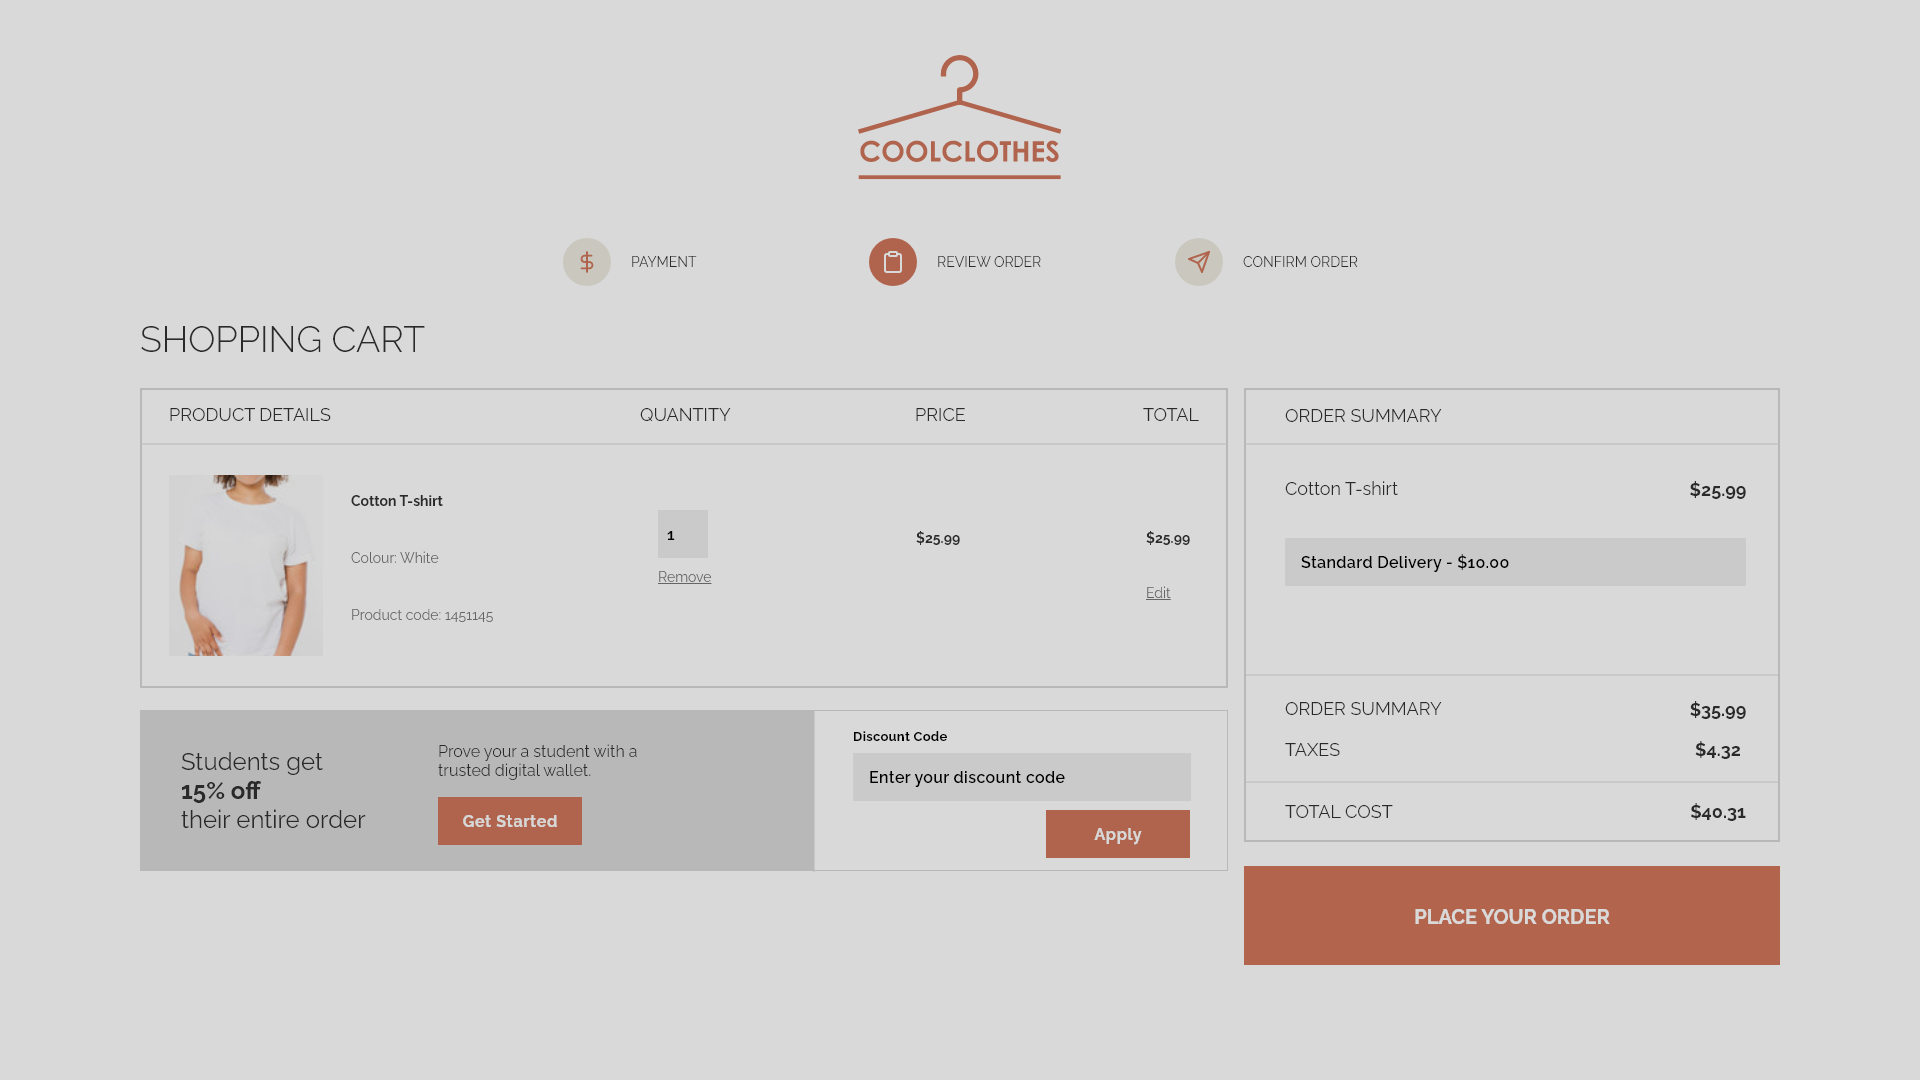 COOLCLOTHES
PAYMENT
REVIEW ORDER
CONFIRM ORDER
SHOPPING CART
PRODUCT DETAILS
QUANTITY
PRICE
TOTAL
Cotton T-shirt
Colour: White
Product code: 1451145
1
Remove
$25.99
$25.99
Edit
Students get
15% off
their entire order
Prove your a student with a
trusted digital wallet.
Get Started
Discount Code
Enter your discount code
Apply
ORDER SUMMARY
Cotton T-shirt $25.99
Standard Delivery - $10.00
ORDER SUMMARY $35.99
TAXES $4.32
TOTAL COST $40.31
PLACE YOUR ORDER